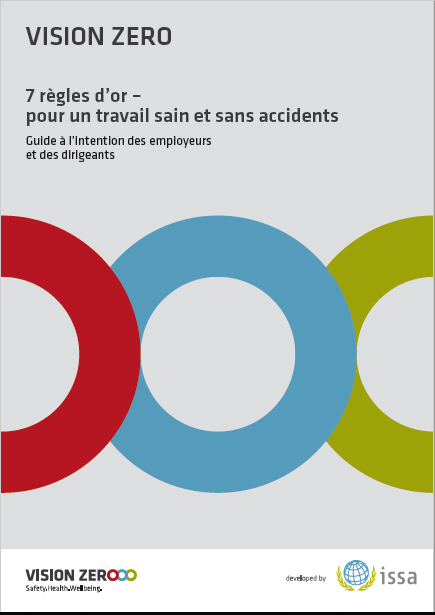 VISION ZERO
7 règles d'or –
pour un travail sain et sans accidents
Guide à l'intention des employeurs
et des dirigeants
VISION ZERO
Safety.Health.Wellbeing.
developed by
issa